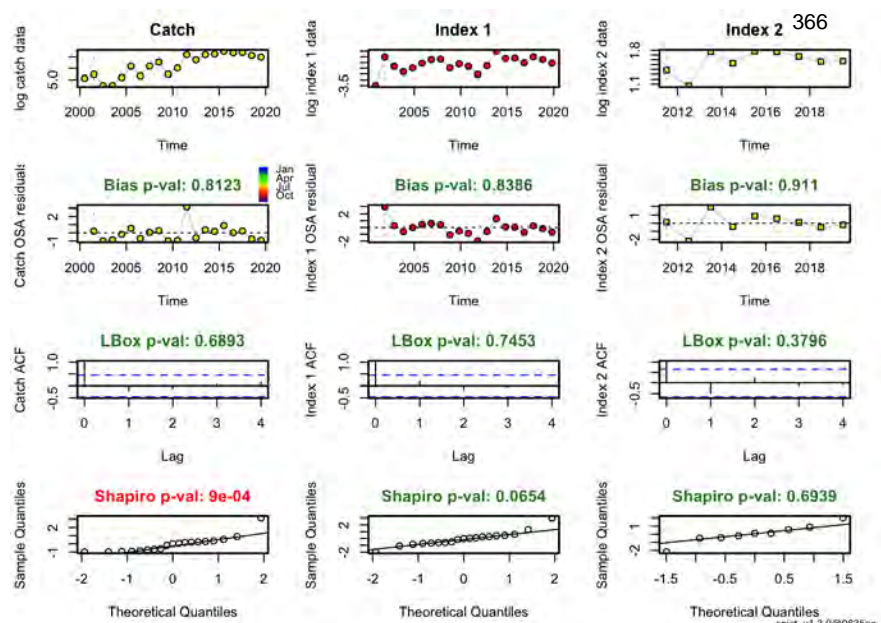 366
Catch
Index 1
Index 2
log catch data
5.0
2000 2005 2010 2015 2020
Time
log index 1 data
-3.5
2005 2010 2015 2020
Time
log index 2 data
1.1 1.8
2012 2014 2016 2018
Time
Bias p-val: 0.8123
Jan
Apr
Jul
Oct
Catch OSA residuals
-1 2
2000 2005 2010 2015 2020
Time
Bias p-val: 0.8386
Index 1 OSA residual
-2 2
2005 2010 2015 2020
Time
Bias p-val: 0.911
Index 2 OSA residual
-2 1
2012 2014 2016 2018
Time
LBox p-val: 0.6893
Catch ACF
-0.5 1.0
0 1 2 3 4
Lag
LBox p-val: 0.7453
Index 1 ACF
-0.5 1.0
0 1 2 3 4
Lag
LBox p-val: 0.3796
Index 2 ACF
-0.5
0 1 2 3 4
Lag
Shapiro p-val: 9e-04
Sample Quantiles
-1 2
-2 -1 0 1 2
Theoretical Quantiles
Shapiro p-val: 0.0654
Sample Quantiles
-2 2
-2 -1 0 1 2
Theoretical Quantiles
Shapiro p-val: 0.6939
Sample Quantiles
-2 1
-1.5 -0.5 0.5 1.5
Theoretical Quantiles